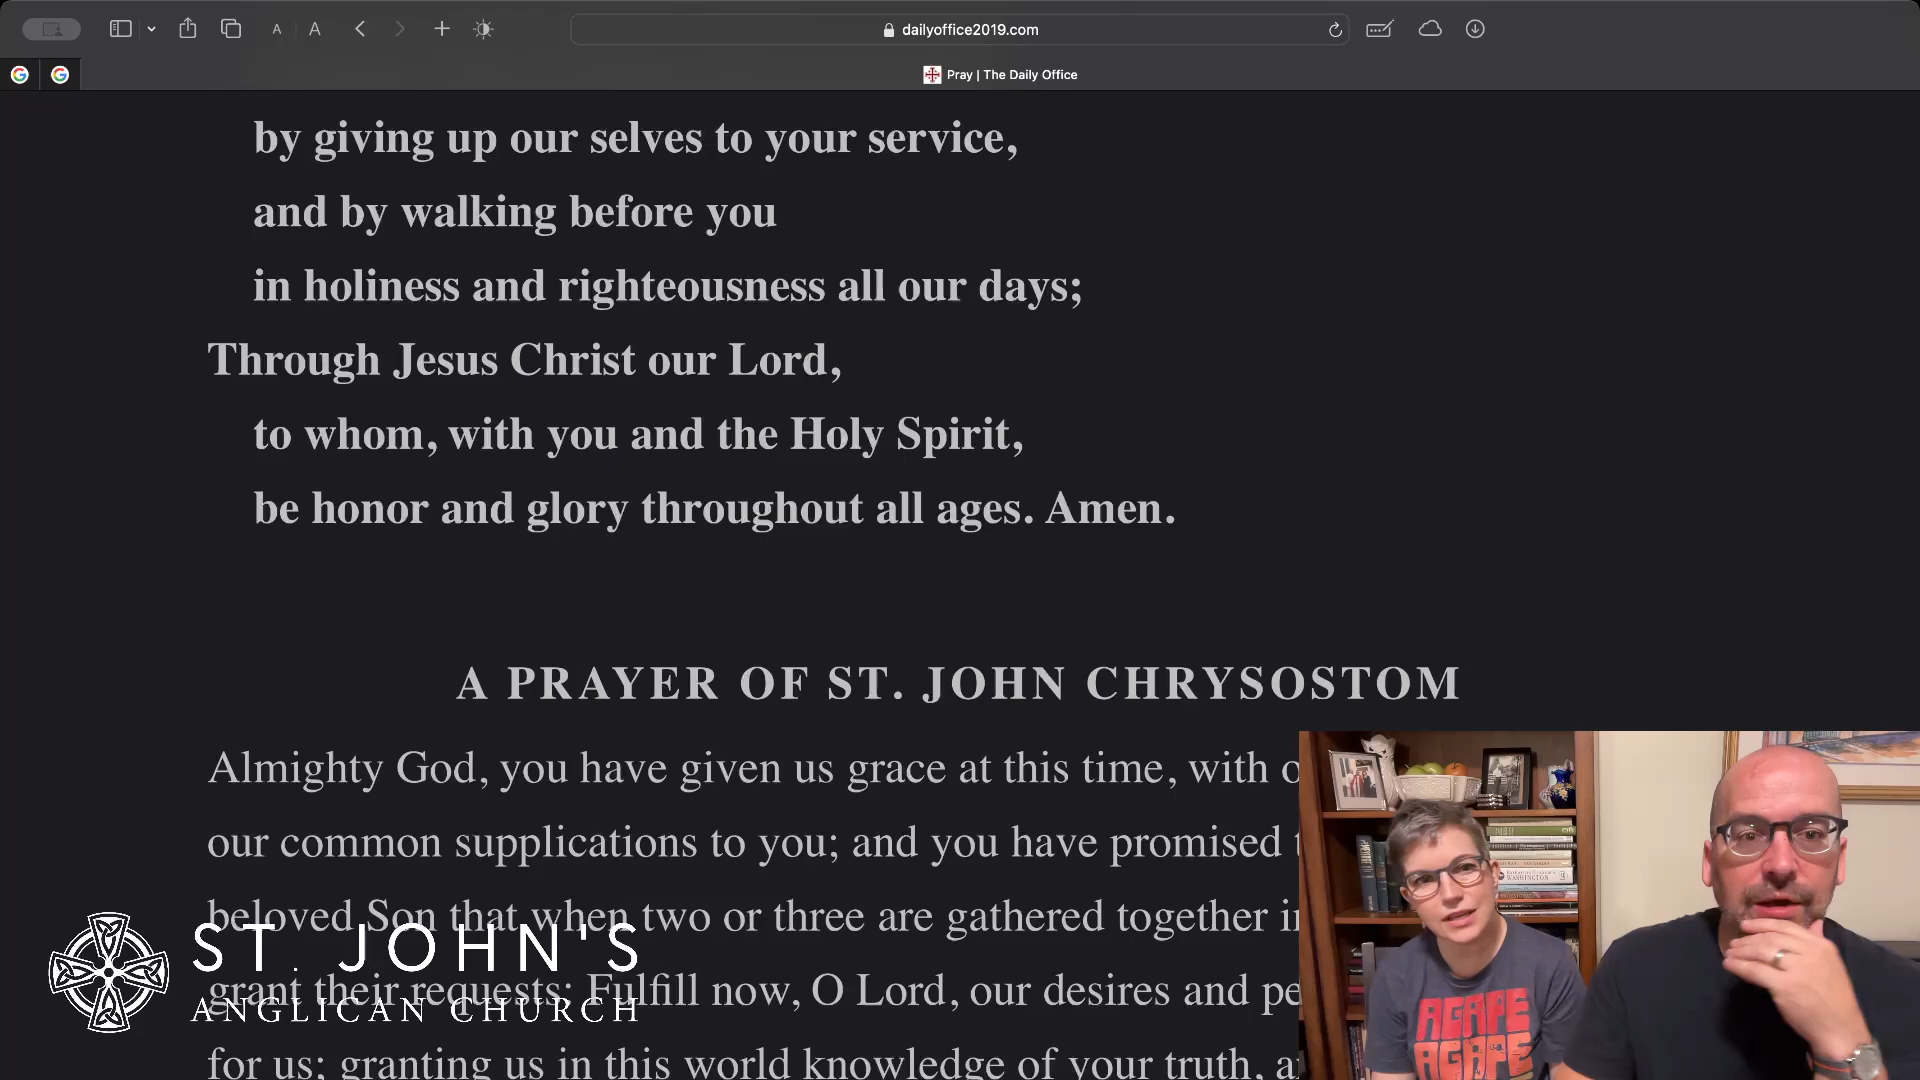 dailyoffice2019.com
Pray | The Daily Office
by giving up our selves to your service,
and by walking before you
in holiness and righteousness all our days;
Through Jesus Christ our Lord,
to whom, with you and the Holy Spirit,
be honor and glory throughout all ages. Amen.
A PRAYER OF ST. JOHN CHRYSOSTOM
Almighty God, you have given us grace at this time, with
our common supplications to you; and you have promised
beloved Son that when two or three are gathered together
grant their requests: Fulfill now, O Lord, our desires and
for us; granting us in this world knowledge of your truth,
ST. JOHN'S
ANGLICAN CHURCH
WASHINGTON
AGAPE
AGAPE